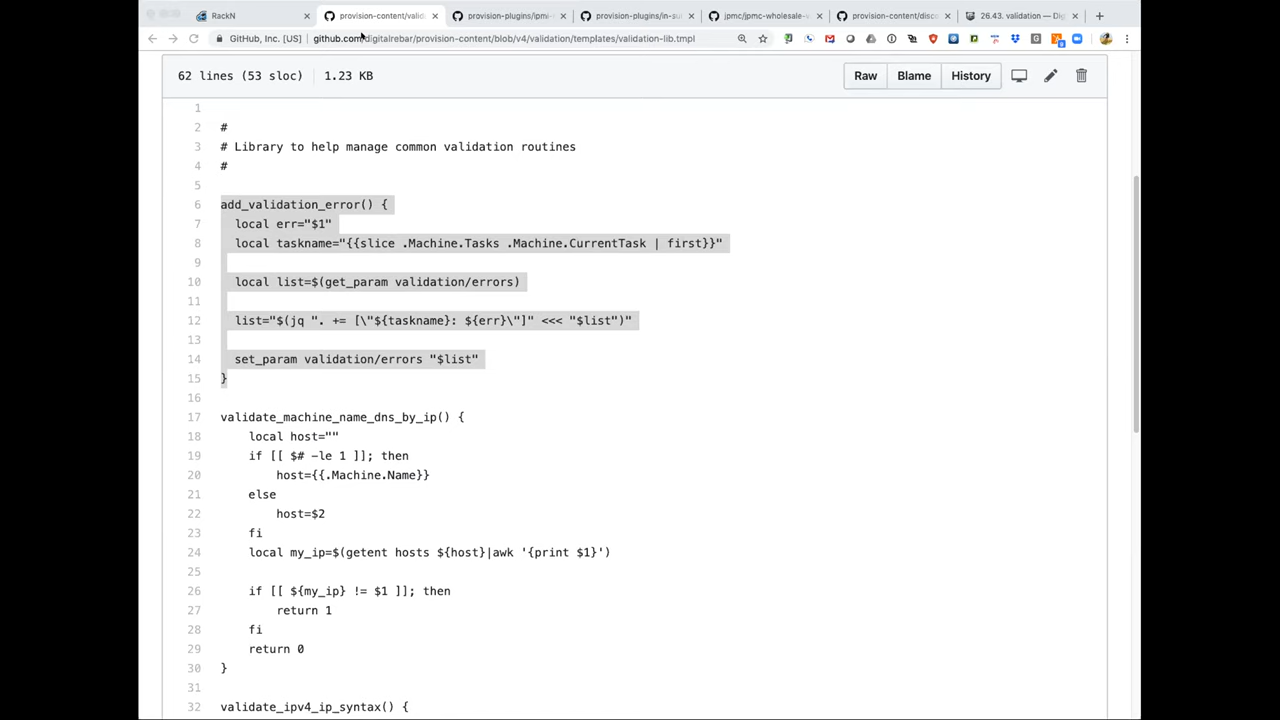 RackN × provision-content/valid × provision-plugins/ipmi- × provision-plugins/in-su × jpmc/jpmc-wholesale-v × provision-content/disco × 26.43. validation — Dig × +
GitHub, Inc. [US] github.com/digitalrebar/provision-content/blob/v4/validation/templates/validation-lib.tmpl
62 lines (53 sloc) 1.23 KB Raw Blame History
1
2 #
3 # Library to help manage common validation routines
4 #
5
6 add_validation_error() {
7 local err="$1"
8 local taskname="{{slice .Machine.Tasks .Machine.CurrentTask | first}}"
9
10 local list=$(get_param validation/errors)
11
12 list="$(jq ". += [\"${taskname}: ${err}\"]" <<< "$list")"
13
14 set_param validation/errors "$list"
15 }
16
17 validate_machine_name_dns_by_ip() {
18 local host=""
19 if [[ $# -le 1 ]]; then
20 host={{.Machine.Name}}
21 else
22 host=$2
23 fi
24 local my_ip=$(getent hosts ${host}|awk '{print $1}')
25
26 if [[ ${my_ip} != $1 ]]; then
27 return 1
28 fi
29 return 0
30 }
31
32 validate_ipv4_ip_syntax() {